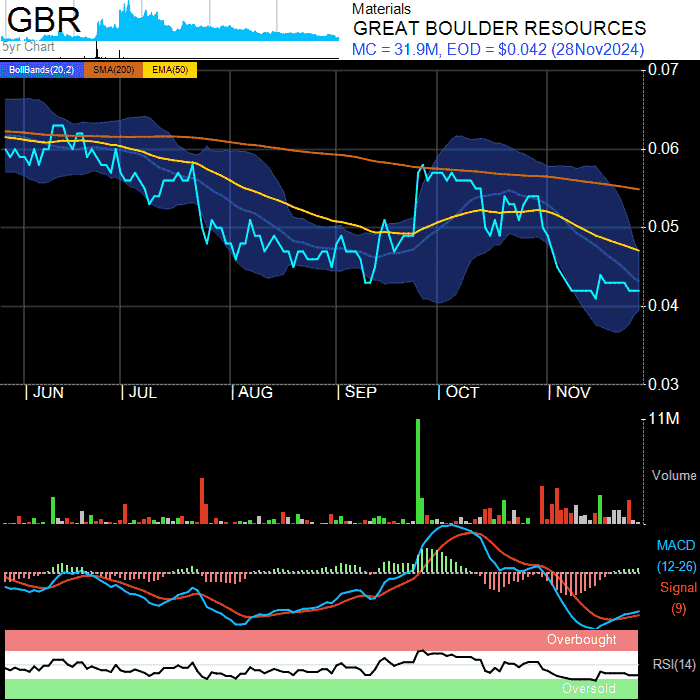 GBR
5yr Chart
Materials
GREAT BOULDER RESOURCES
MC = 31.9M, EOD = $0.042 (28Nov2024)
BollBands(20,2) SMA(200) EMA(50)
0.07
0.06
0.05
0.04
0.03
JUN JUL AUG SEP OCT NOV
11M
Volume
MACD
(12-26)
Signal
(9)
Overbought
RSI(14)
Oversold